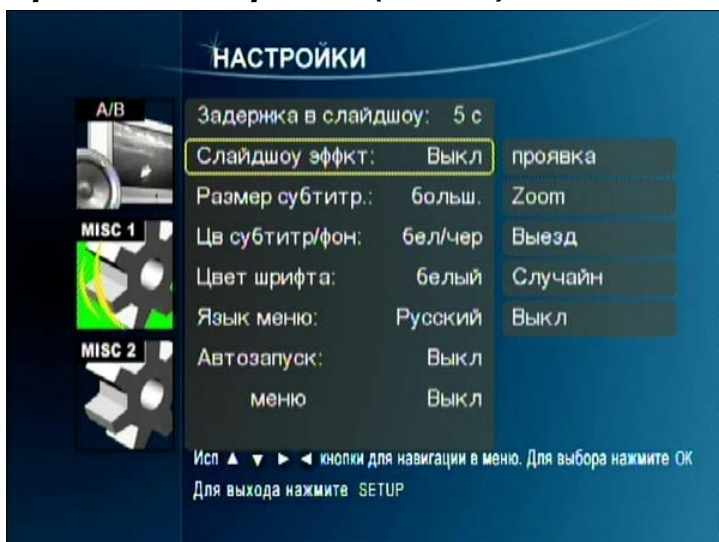 НАСТРОЙКИ
A/B
Задержка в слайдшоу: 5 с
Слайдшоу эффкт: Выкл проявка
Размер субтитр.: больш. Zoom
MISC 1
Цв субтитр/фон: бел/чер Выезд
Цвет шрифта: белый Случайн
Язык меню: Русский Выкл
MISC 2
Автозапуск: Выкл
меню Выкл
Исп ▲ ▼ ► ◄ кнопки для навигации в меню. Для выбора нажмите OK
Для выхода нажмите SETUP